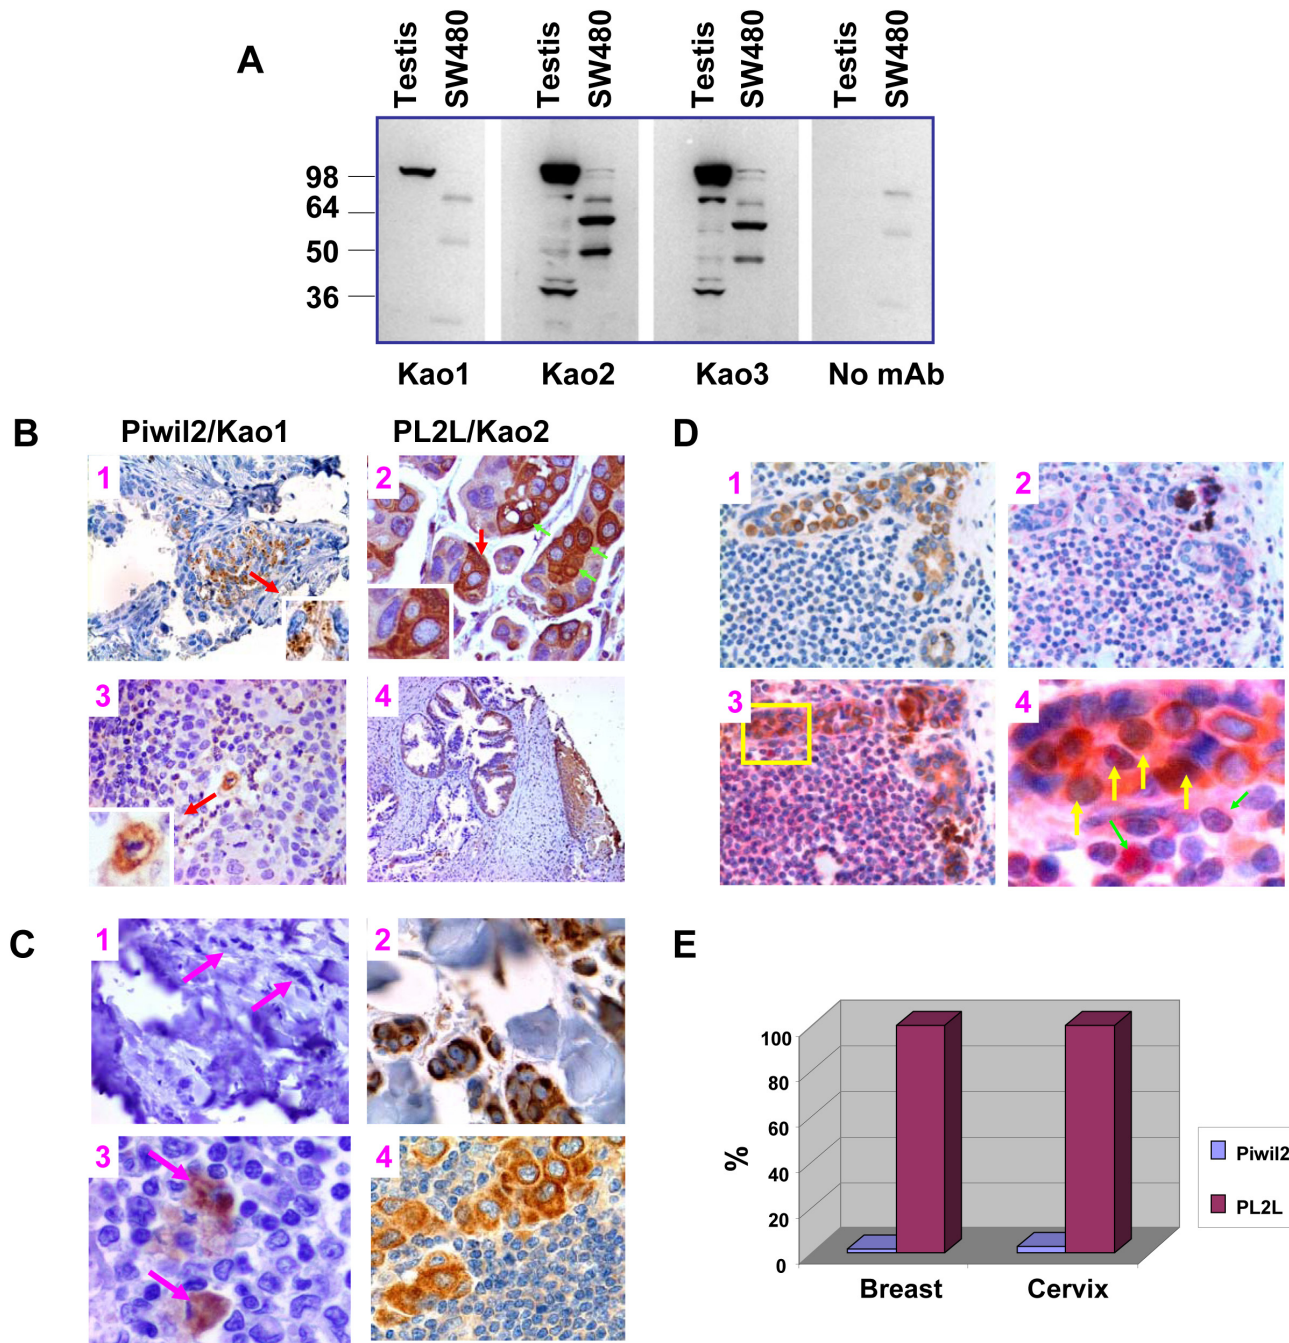 A
Testis
SW480
Testis
SW480
Testis
SW480
Testis
SW480
98
64
50
36
Kao1
Kao2
Kao3
No mAb
B
Piwil2/Kao1
PL2L/Kao2
1
2
3
4
C
1
2
3
4
D
1
2
3
4
E
100
80
60
40
20
0
%
Breast
Cervix
Piwil2
PL2L